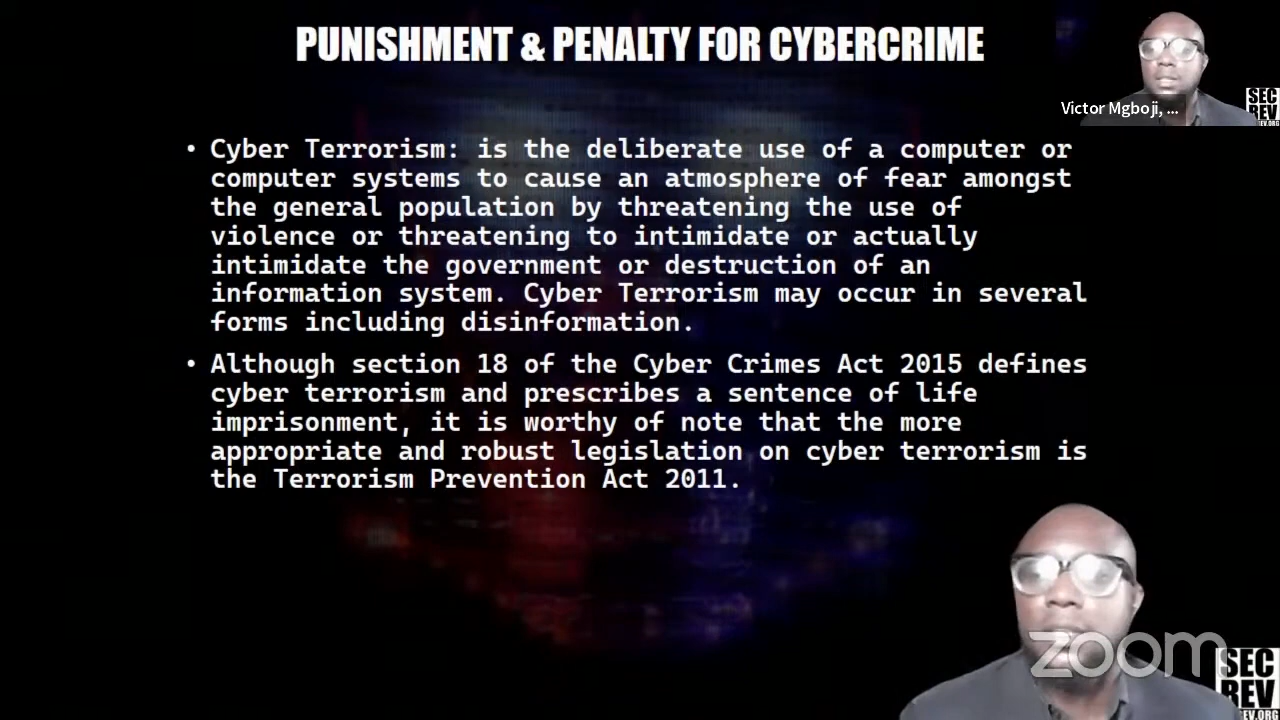 PUNISHMENT & PENALTY FOR CYBERCRIME
Victor Mgboji, ...
SEC
REV
EV.ORG
• Cyber Terrorism: is the deliberate use of a computer or
computer systems to cause an atmosphere of fear amongst
the general population by threatening the use of
violence or threatening to intimidate or actually
intimidate the government or destruction of an
information system. Cyber Terrorism may occur in several
forms including disinformation.
• Although section 18 of the Cyber Crimes Act 2015 defines
cyber terrorism and prescribes a sentence of life
imprisonment, it is worthy of note that the more
appropriate and robust legislation on cyber terrorism is
the Terrorism Prevention Act 2011.
zoom
SEC
REV
EV.ORG